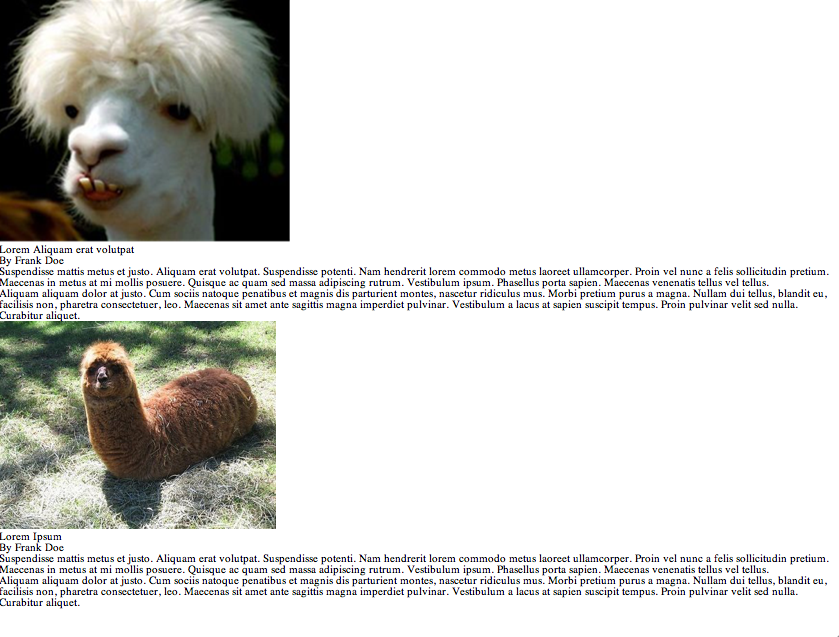 Lorem Aliquam erat volutpat
By Frank Doe
Suspendisse mattis metus et justo. Aliquam erat volutpat. Suspendisse potenti. Nam hendrerit lorem commodo metus laoreet ullamcorper. Proin vel nunc a felis sollicitudin pretium.
Maecenas in metus at mi mollis posuere. Quisque ac quam sed massa adipiscing rutrum. Vestibulum ipsum. Phasellus porta sapien. Maecenas venenatis tellus vel tellus.
Aliquam aliquam dolor at justo. Cum sociis natoque penatibus et magnis dis parturient montes, nascetur ridiculus mus. Morbi pretium purus a magna. Nullam dui tellus, blandit eu,
facilisis non, pharetra consectetuer, leo. Maecenas sit amet ante sagittis magna imperdiet pulvinar. Vestibulum a lacus at sapien suscipit tempus. Proin pulvinar velit sed nulla.
Curabitur aliquet.
Lorem Ipsum
By Frank Doe
Suspendisse mattis metus et justo. Aliquam erat volutpat. Suspendisse potenti. Nam hendrerit lorem commodo metus laoreet ullamcorper. Proin vel nunc a felis sollicitudin pretium.
Maecenas in metus at mi mollis posuere. Quisque ac quam sed massa adipiscing rutrum. Vestibulum ipsum. Phasellus porta sapien. Maecenas venenatis tellus vel tellus.
Aliquam aliquam dolor at justo. Cum sociis natoque penatibus et magnis dis parturient montes, nascetur ridiculus mus. Morbi pretium purus a magna. Nullam dui tellus, blandit eu,
facilisis non, pharetra consectetuer, leo. Maecenas sit amet ante sagittis magna imperdiet pulvinar. Vestibulum a lacus at sapien suscipit tempus. Proin pulvinar velit sed nulla.
Curabitur aliquet.